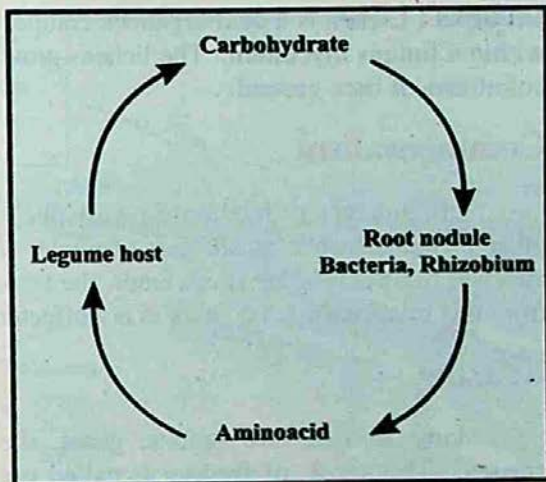 Carbohydrate
Legume host
Root nodule
Bacteria, Rhizobium
Aminoacid